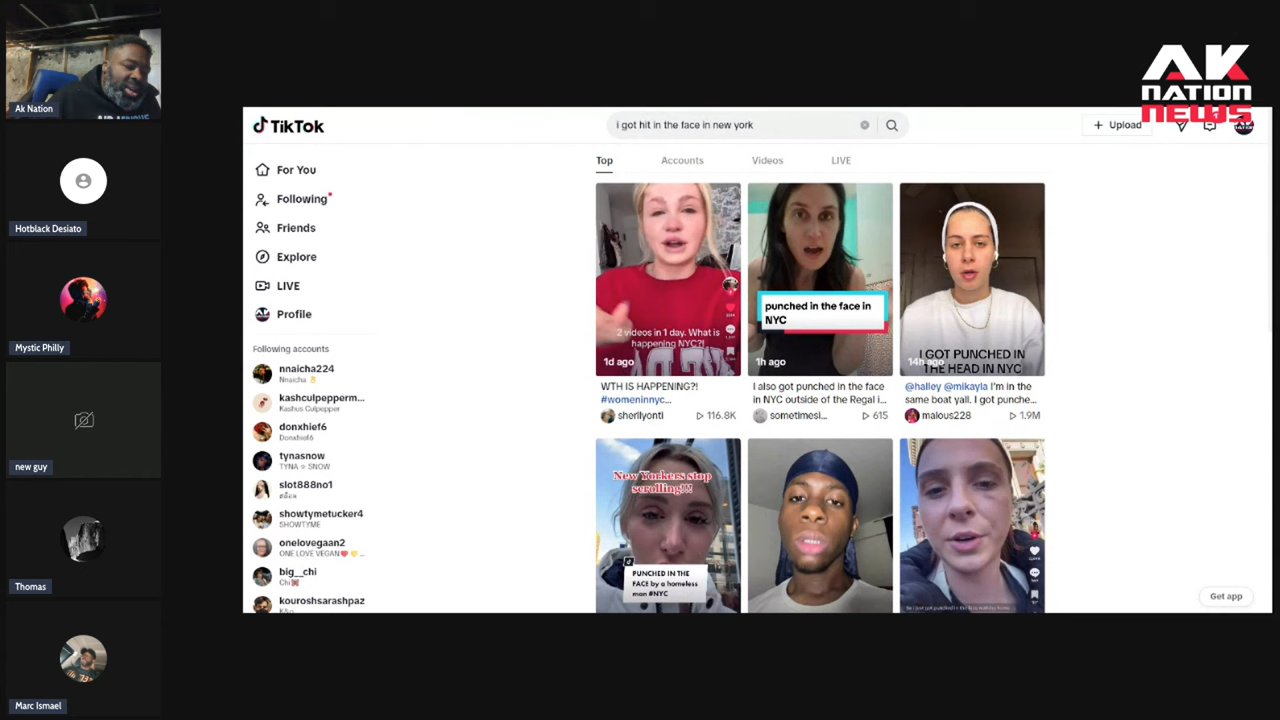 Ak Nation
Hotblack Desiato
Mystic Philly
new guy
Thomas
Marc Ismael
AK
NATION
NEWS
TikTok
i got hit in the face in new york
Upload
For You
Following
Friends
Explore
LIVE
Profile
Following accounts
nnaicha224
Nnaicha
kashculpepperm...
Kashus Culpepper
donxhief6
Donxhief6
tynasnow
TYNA ☆ SNOW
slot888no1
showtymetucker4
SHOWTYME
onelovegaan2
ONE LOVE VEGAN❤️💛...
big__chi
Chi
kouroshsarashpaz
Top
Accounts
Videos
LIVE
2 videos in 1 day. What is
happening NYC?!
1d ago
WTH IS HAPPENING?!
#womeninnyc...
sherilyonti
116.8K
punched in the face in
NYC
1h ago
I also got punched in the face
in NYC outside of the Regal i...
sometimesi...
615
I GOT PUNCHED IN
THE HEAD IN NYC
14h ago
@halley @mikayla I'm in the
same boat yall. I got punche...
malous228
1.9M
New Yorkers stop
scrolling!!!
PUNCHED IN THE
FACE by a homeless
man #NYC
Get app